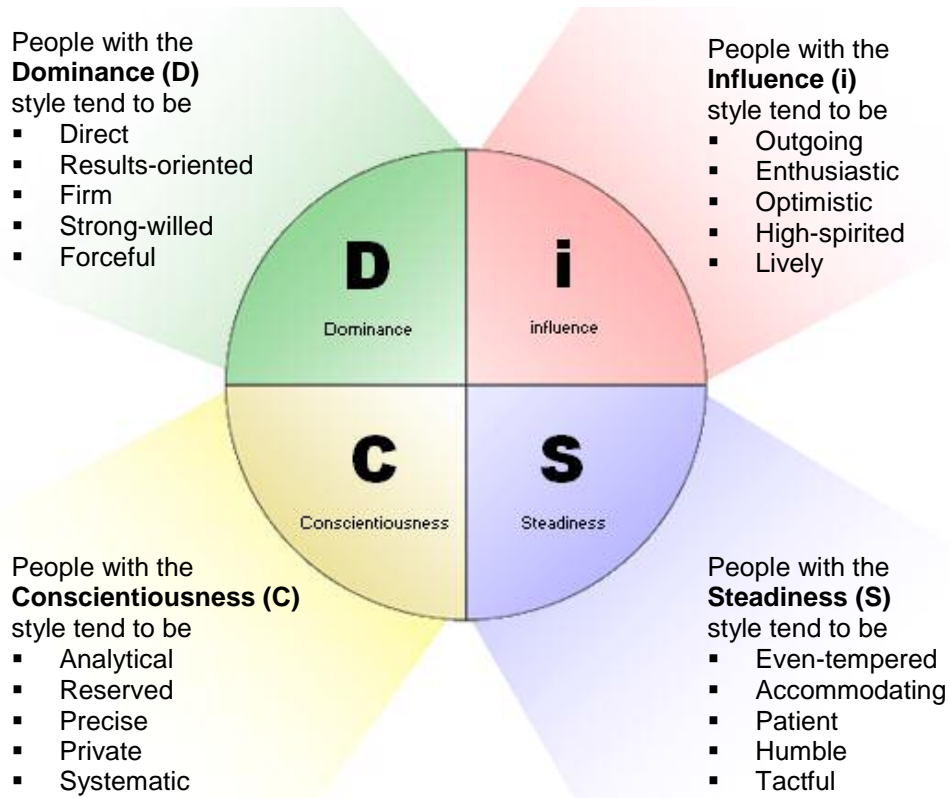 People with the
Dominance (D)
style tend to be
▪ Direct
▪ Results-oriented
▪ Firm
▪ Strong-willed
▪ Forceful
People with the
Influence (i)
style tend to be
▪ Outgoing
▪ Enthusiastic
▪ Optimistic
▪ High-spirited
▪ Lively
D
Dominance
i
influence
C
Conscientiousness
S
Steadiness
People with the
Conscientiousness (C)
style tend to be
▪ Analytical
▪ Reserved
▪ Precise
▪ Private
▪ Systematic
People with the
Steadiness (S)
style tend to be
▪ Even-tempered
▪ Accommodating
▪ Patient
▪ Humble
▪ Tactful